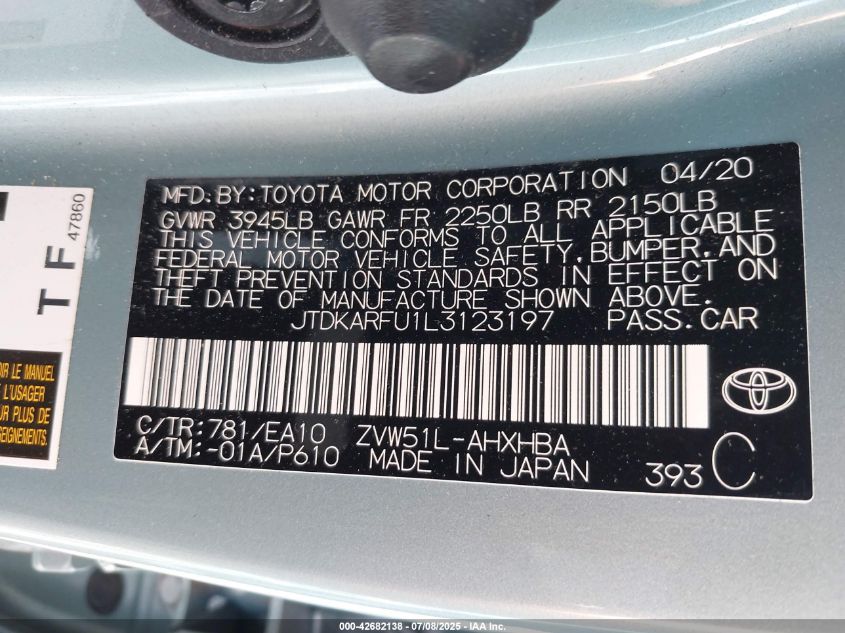 MFD. BY: TOYOTA MOTOR CORPORATION 04/20
GVWR 3945LB GAWR FR 2250LB RR 2150LB
THIS VEHICLE CONFORMS TO ALL APPLICABLE
FEDERAL MOTOR VEHICLE SAFETY, BUMPER, AND
THEFT PREVENTION STANDARDS IN EFFECT ON
THE DATE OF MANUFACTURE SHOWN ABOVE.
JTDKARFU1L3123197 PASS. CAR
C/TR: 781/EA10 ZVW51L-AHXHBA
A/TM: -01A/P610 MADE IN JAPAN 393 C
47860
T F
LE MANUEL
L'USAGER
PLUS DE
000-42682138 - 07/08/2025 - IAA Inc.